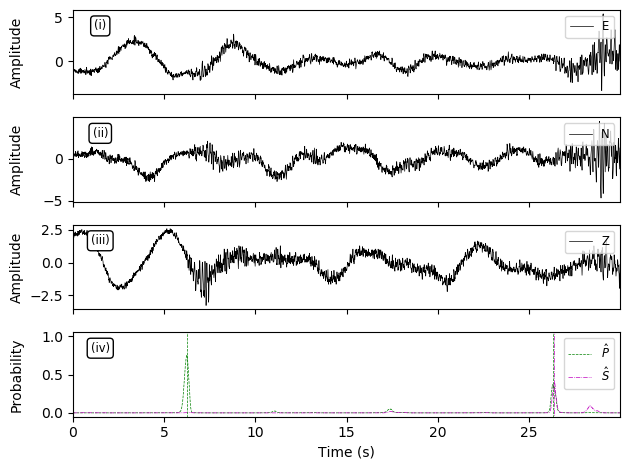 Amplitude
5
0
(i)
E
Amplitude
0
−5
(ii)
N
Amplitude
2.5
0.0
−2.5
(iii)
Z
Probability
1.0
0.5
0.0
(iv)
P̂
Ŝ
0 5 10 15 20 25
Time (s)